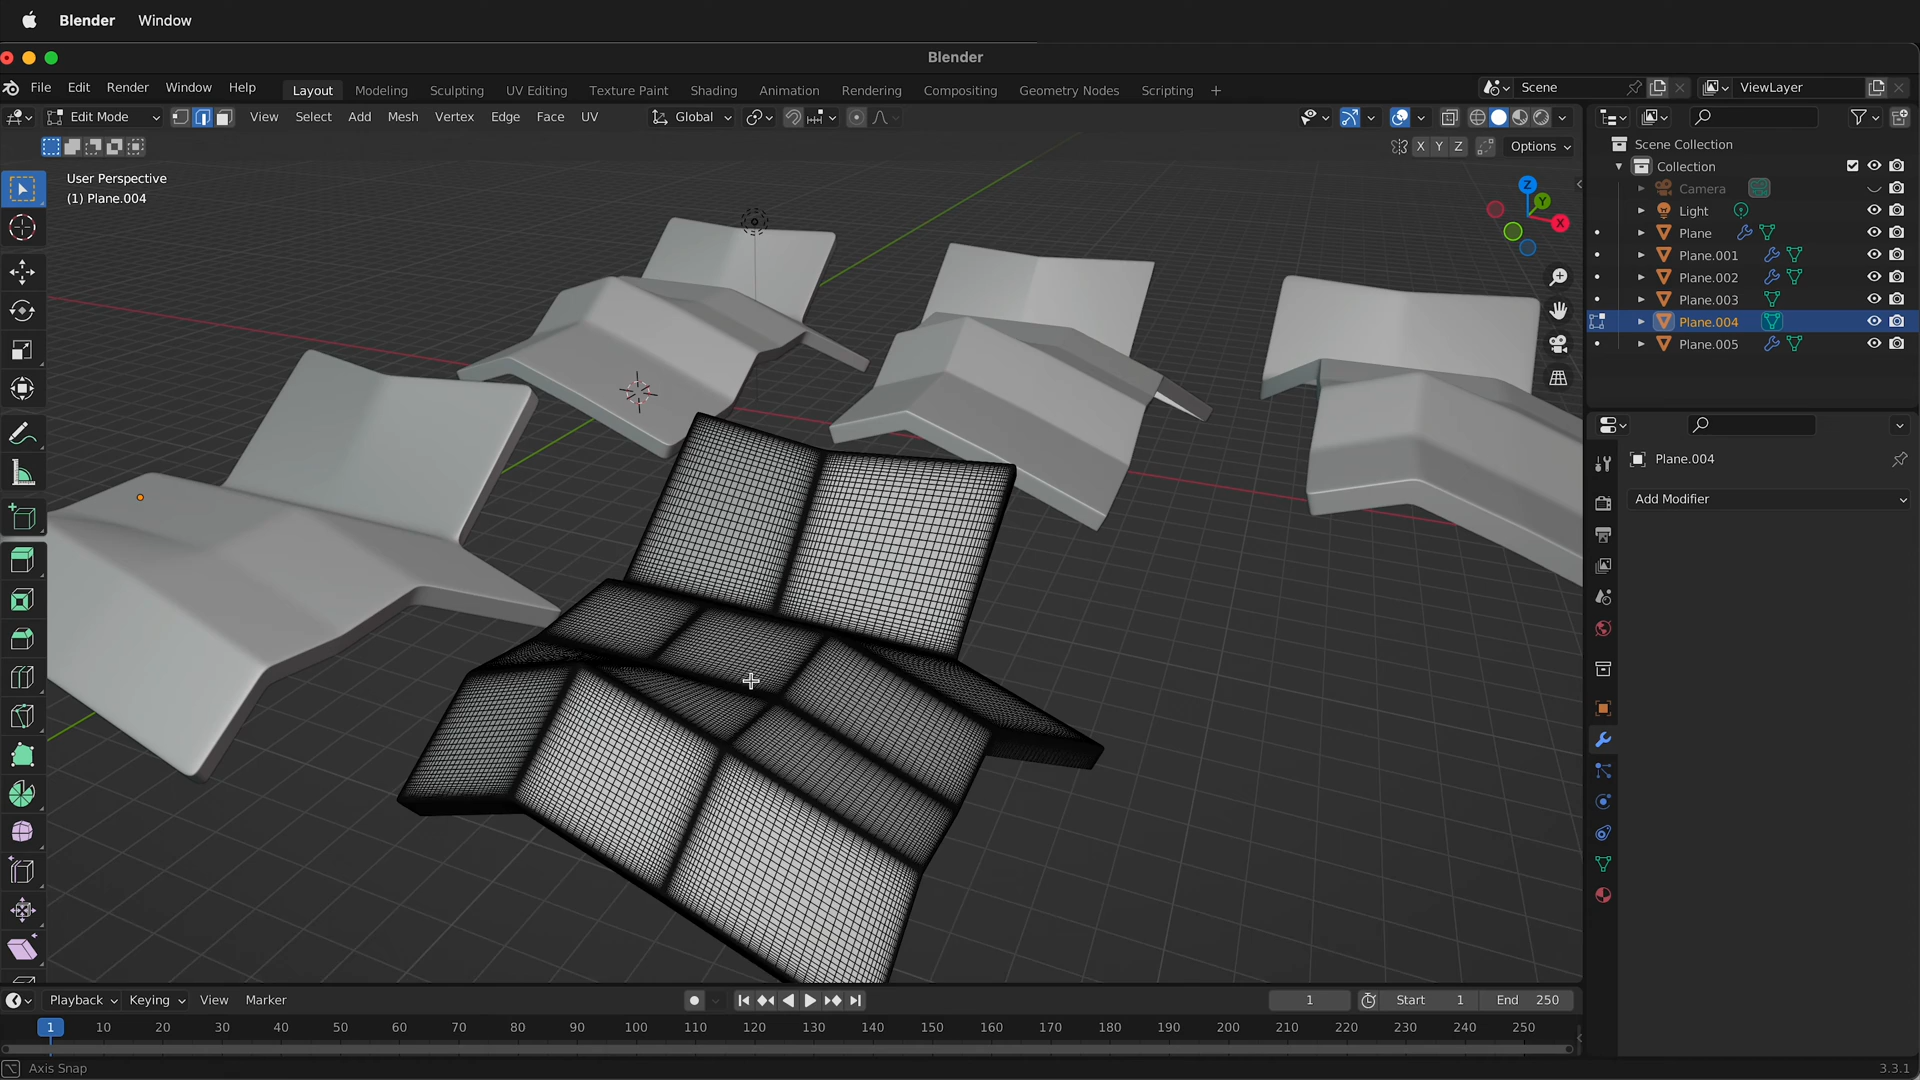 Blender Window
Blender
File Edit Render Window Help Layout Modeling Sculpting UV Editing Texture Paint Shading Animation Rendering Compositing Geometry Nodes Scripting + Scene ViewLayer
Edit Mode View Select Add Mesh Vertex Edge Face UV Global
X Y Z Options
User Perspective
(1) Plane.004
Z
Y
X
Scene Collection
Collection
Camera
Light
Plane
Plane.001
Plane.002
Plane.003
Plane.004
Plane.005
Plane.004
Add Modifier
Playback Keying View Marker 1 Start 1 End 250
1 10 20 30 40 50 60 70 80 90 100 110 120 130 140 150 160 170 180 190 200 210 220 230 240 250
Axis Snap 3.3.1